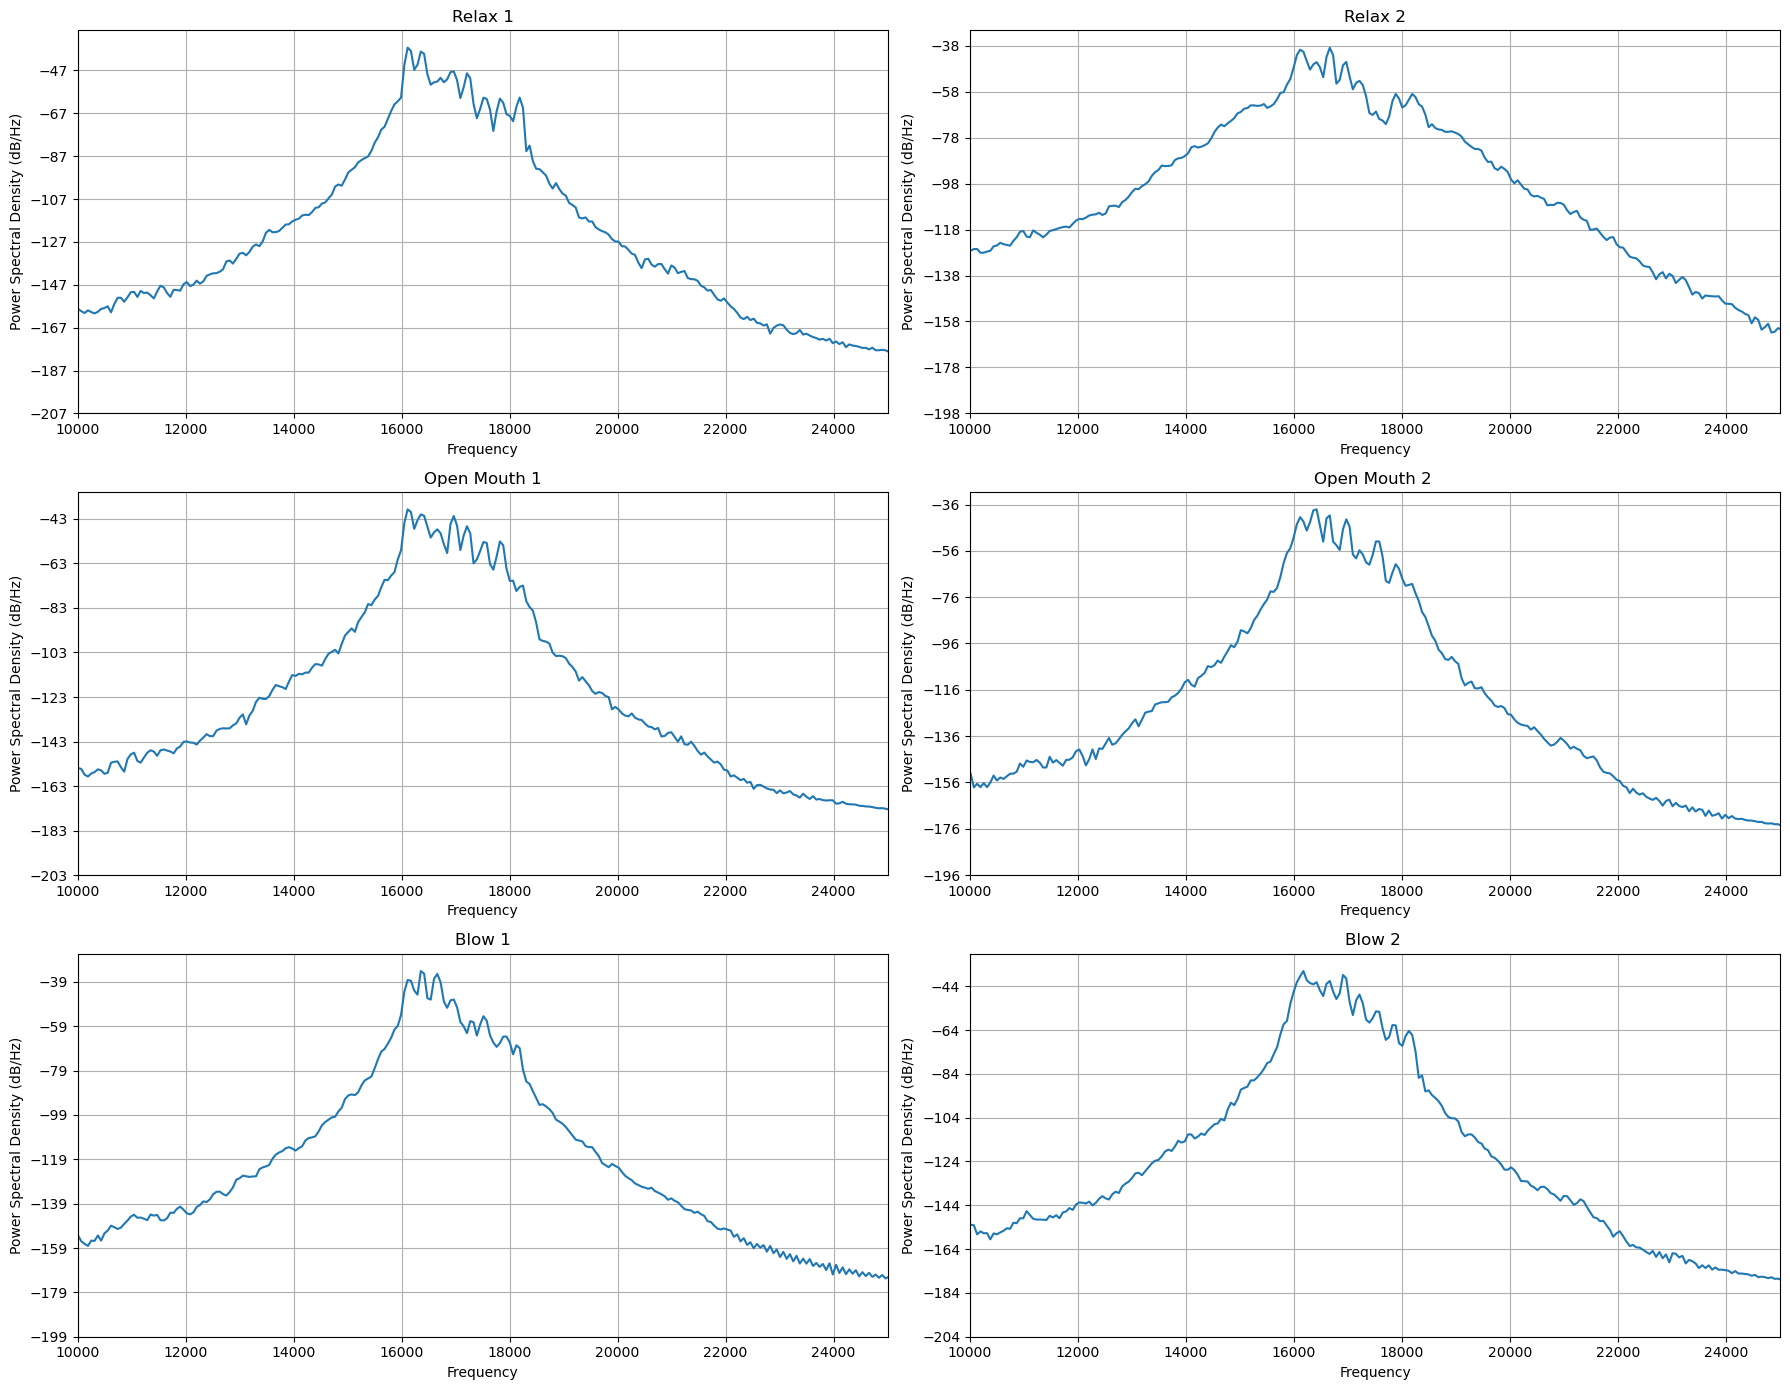 Relax 1
Power Spectral Density (dB/Hz)
−47
−67
−87
−107
−127
−147
−167
−187
−207
10000 12000 14000 16000 18000 20000 22000 24000
Frequency
Relax 2
Power Spectral Density (dB/Hz)
−38
−58
−78
−98
−118
−138
−158
−178
−198
10000 12000 14000 16000 18000 20000 22000 24000
Frequency
Open Mouth 1
Power Spectral Density (dB/Hz)
−43
−63
−83
−103
−123
−143
−163
−183
−203
10000 12000 14000 16000 18000 20000 22000 24000
Frequency
Open Mouth 2
Power Spectral Density (dB/Hz)
−36
−56
−76
−96
−116
−136
−156
−176
−196
10000 12000 14000 16000 18000 20000 22000 24000
Frequency
Blow 1
Power Spectral Density (dB/Hz)
−39
−59
−79
−99
−119
−139
−159
−179
−199
10000 12000 14000 16000 18000 20000 22000 24000
Frequency
Blow 2
Power Spectral Density (dB/Hz)
−44
−64
−84
−104
−124
−144
−164
−184
−204
10000 12000 14000 16000 18000 20000 22000 24000
Frequency